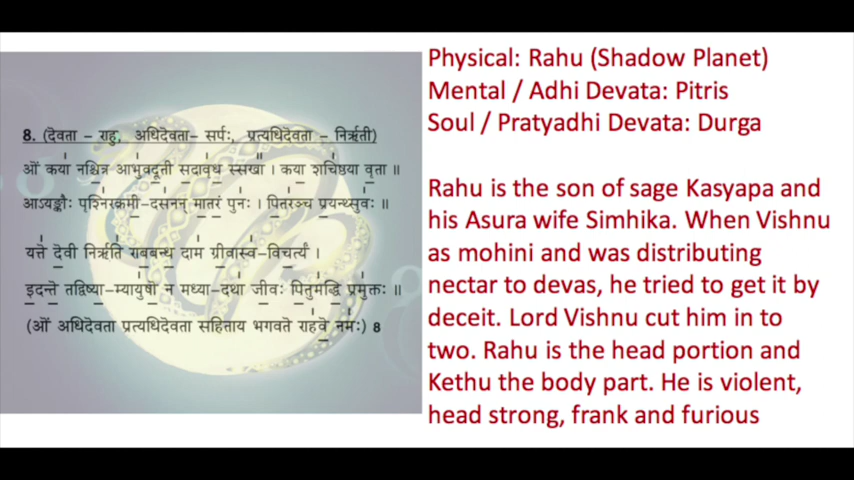 8. (देवता – राहु, अधिदेवता– सर्पः, प्रत्यधिदेवता – निर्ऋती)
ओं कया नश्चित्र आभुवदूती सदावृध स्सखा । कया शचिष्ठया वृता ॥
आऽयङ्गौः पृश्निरक्रमी-दसनन् मातरं पुनः । पितरञ्च प्रयन्थ्सुवः ॥
यत्ते देवी निर्ऋति राबबन्ध दाम ग्रीवास्व-विचर्त्यं ।
इदन्ते तद्विष्या-म्यायुषो न मध्या-दथा जीवः पितुमद्धि प्रमुक्तः ॥
(ओं अधिदेवता प्रत्यधिदेवता सहिताय भगवते राहवे नमः) 8
Physical: Rahu (Shadow Planet)
Mental / Adhi Devata: Pitris
Soul / Pratyadhi Devata: Durga
Rahu is the son of sage Kasyapa and
his Asura wife Simhika. When Vishnu
as mohini and was distributing
nectar to devas, he tried to get it by
deceit. Lord Vishnu cut him in to
two. Rahu is the head portion and
Kethu the body part. He is violent,
head strong, frank and furious